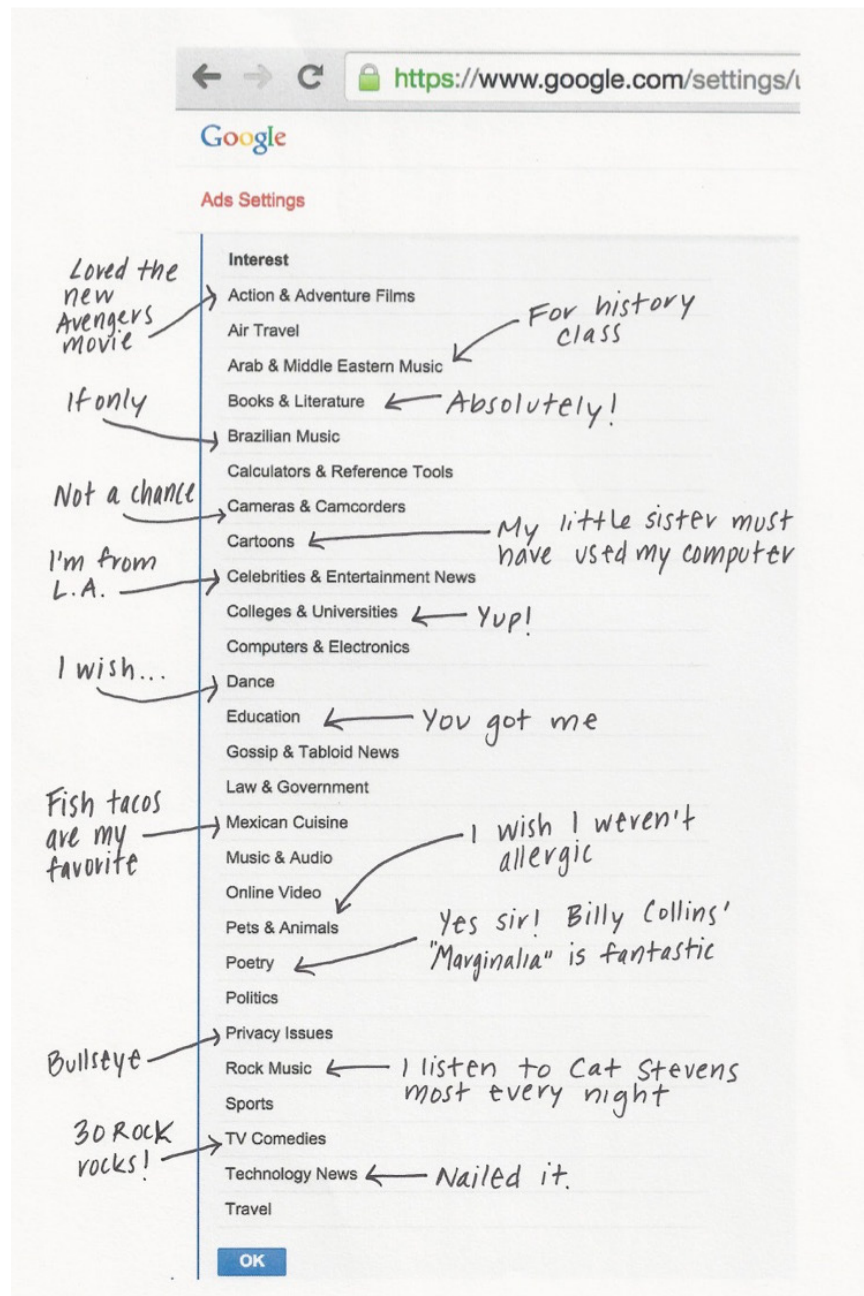 https://www.google.com/settings/u
Google
Ads Settings
Interest
Loved the
new
Avengers
movie
Action & Adventure Films
Air Travel
For history
class
Arab & Middle Eastern Music
Books & Literature
Absolutely!
If only
Brazilian Music
Calculators & Reference Tools
Not a chance
Cameras & Camcorders
Cartoons
My little sister must
have used my computer
I'm from
L.A.
Celebrities & Entertainment News
Colleges & Universities
Yup!
Computers & Electronics
I wish...
Dance
Education
You got me
Gossip & Tabloid News
Law & Government
Fish tacos
are my
favorite
Mexican Cuisine
Music & Audio
Online Video
I wish I weren't
allergic
Pets & Animals
Poetry
Yes sir! Billy Collins'
"Marginalia" is fantastic
Politics
Bullseye
Privacy Issues
Rock Music
I listen to Cat Stevens
most every night
Sports
30 Rock
rocks!
TV Comedies
Technology News
Nailed it.
Travel
OK